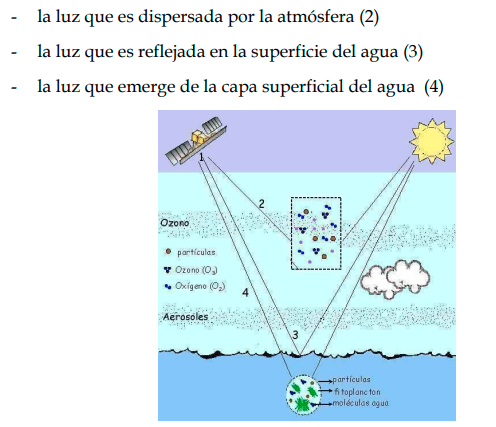 - la luz que es dispersada por la atmósfera (2)
- la luz que es reflejada en la superficie del agua (3)
- la luz que emerge de la capa superficial del agua (4)
1
2
Ozono
partículas
Ozono (O₃)
Oxígeno (O₂)
4
Aerosoles
3
partículas
fitoplancton
moléculas agua